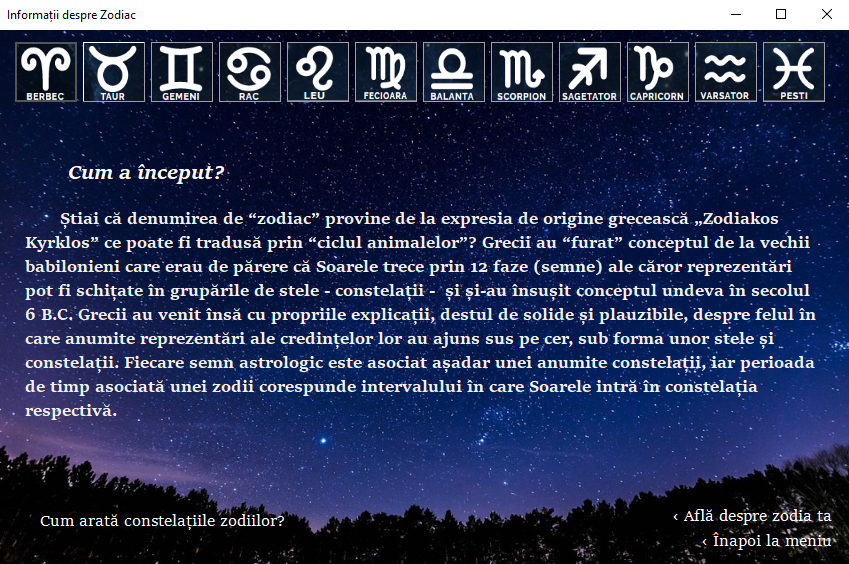 Informații despre Zodiac
BERBEC TAUR GEMENI RAC LEU FECIOARA BALANTA SCORPION SAGETATOR CAPRICORN VARSATOR PESTI
Cum a început?
Știai că denumirea de “zodiac” provine de la expresia de origine grecească „Zodiakos
Kyrklos” ce poate fi tradusă prin “ciclul animalelor”? Grecii au “furat” conceptul de la vechii
babilonieni care erau de părere că Soarele trece prin 12 faze (semne) ale căror reprezentări
pot fi schițate în grupările de stele - constelații - și și-au însușit conceptul undeva în secolul
6 B.C. Grecii au venit însă cu propriile explicații, destul de solide și plauzibile, despre felul în
care anumite reprezentări ale credințelor lor au ajuns sus pe cer, sub forma unor stele și
constelații. Fiecare semn astrologic este asociat așadar unei anumite constelații, iar perioada
de timp asociată unei zodii corespunde intervalului în care Soarele intră în constelația
respectivă.
Cum arată constelațiile zodiilor?
‹ Află despre zodia ta
‹ Înapoi la meniu